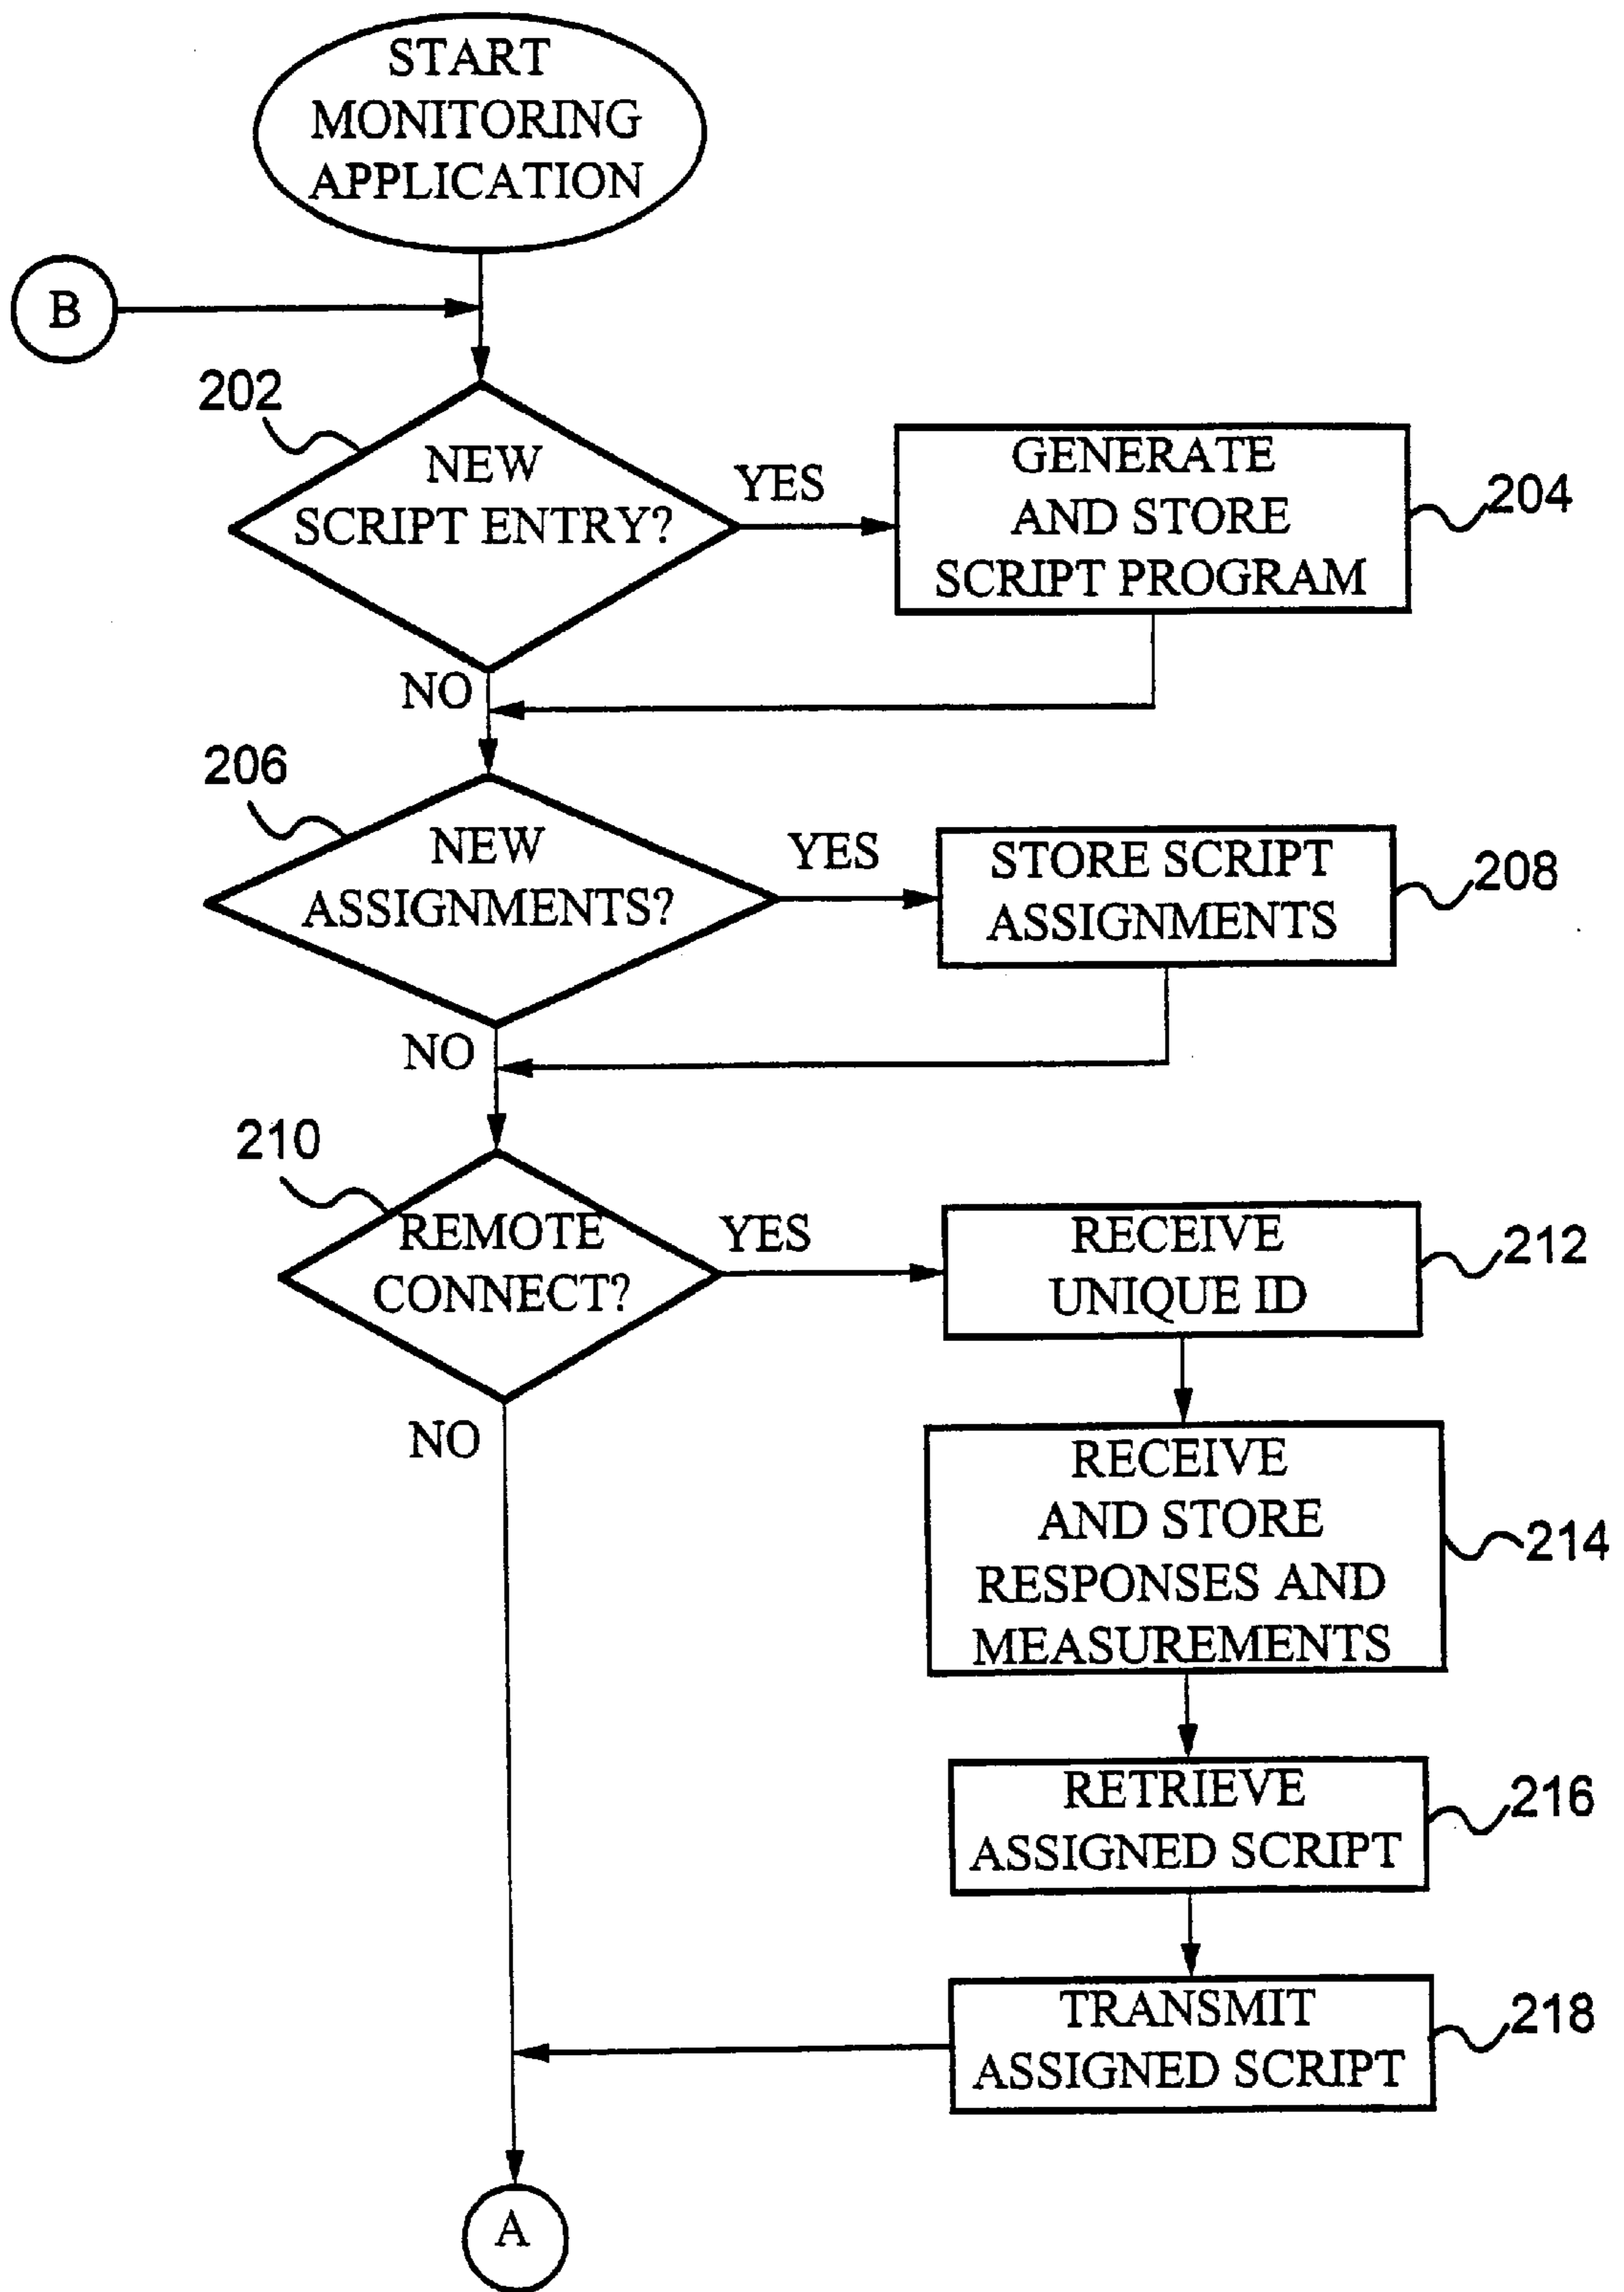 START
MONITORING
APPLICATION
B
202
NEW
SCRIPT ENTRY?
YES
GENERATE
AND STORE
SCRIPT PROGRAM
204
NO
206
NEW
ASSIGNMENTS?
YES
STORE SCRIPT
ASSIGNMENTS
208
NO
210
REMOTE
CONNECT?
YES
RECEIVE
UNIQUE ID
212
NO
RECEIVE
AND STORE
RESPONSES AND
MEASUREMENTS
214
RETRIEVE
ASSIGNED SCRIPT
216
TRANSMIT
ASSIGNED SCRIPT
218
A